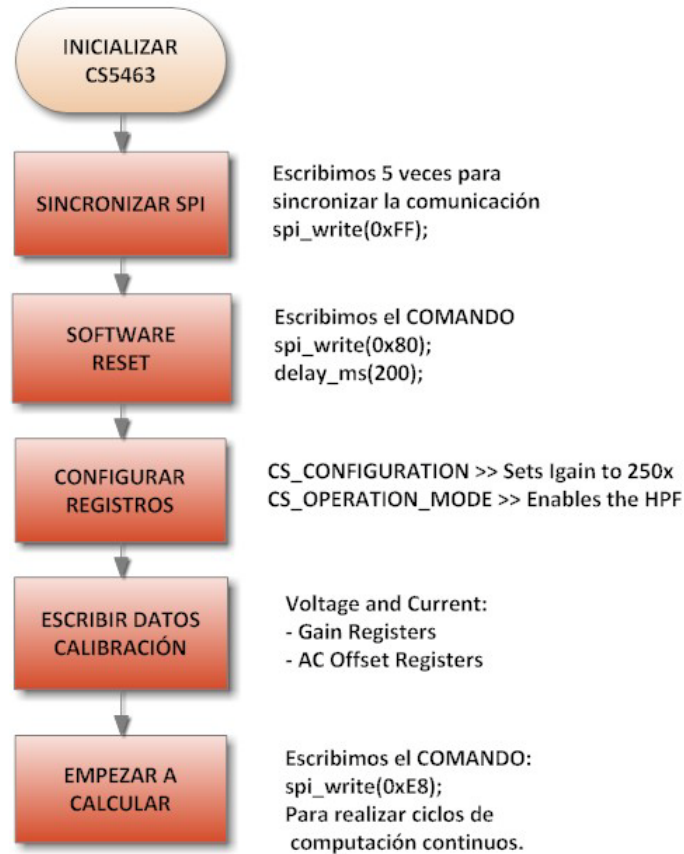 INICIALIZAR
CS5463
SINCRONIZAR SPI
Escribimos 5 veces para
sincronizar la comunicación
spi_write(0xFF);
SOFTWARE
RESET
Escribimos el COMANDO
spi_write(0x80);
delay_ms(200);
CONFIGURAR
REGISTROS
CS_CONFIGURATION >> Sets Igain to 250x
CS_OPERATION_MODE >> Enables the HPF
ESCRIBIR DATOS
CALIBRACIÓN
Voltage and Current:
- Gain Registers
- AC Offset Registers
EMPEZAR A
CALCULAR
Escribimos el COMANDO:
spi_write(0xE8);
Para realizar ciclos de
computación continuos.